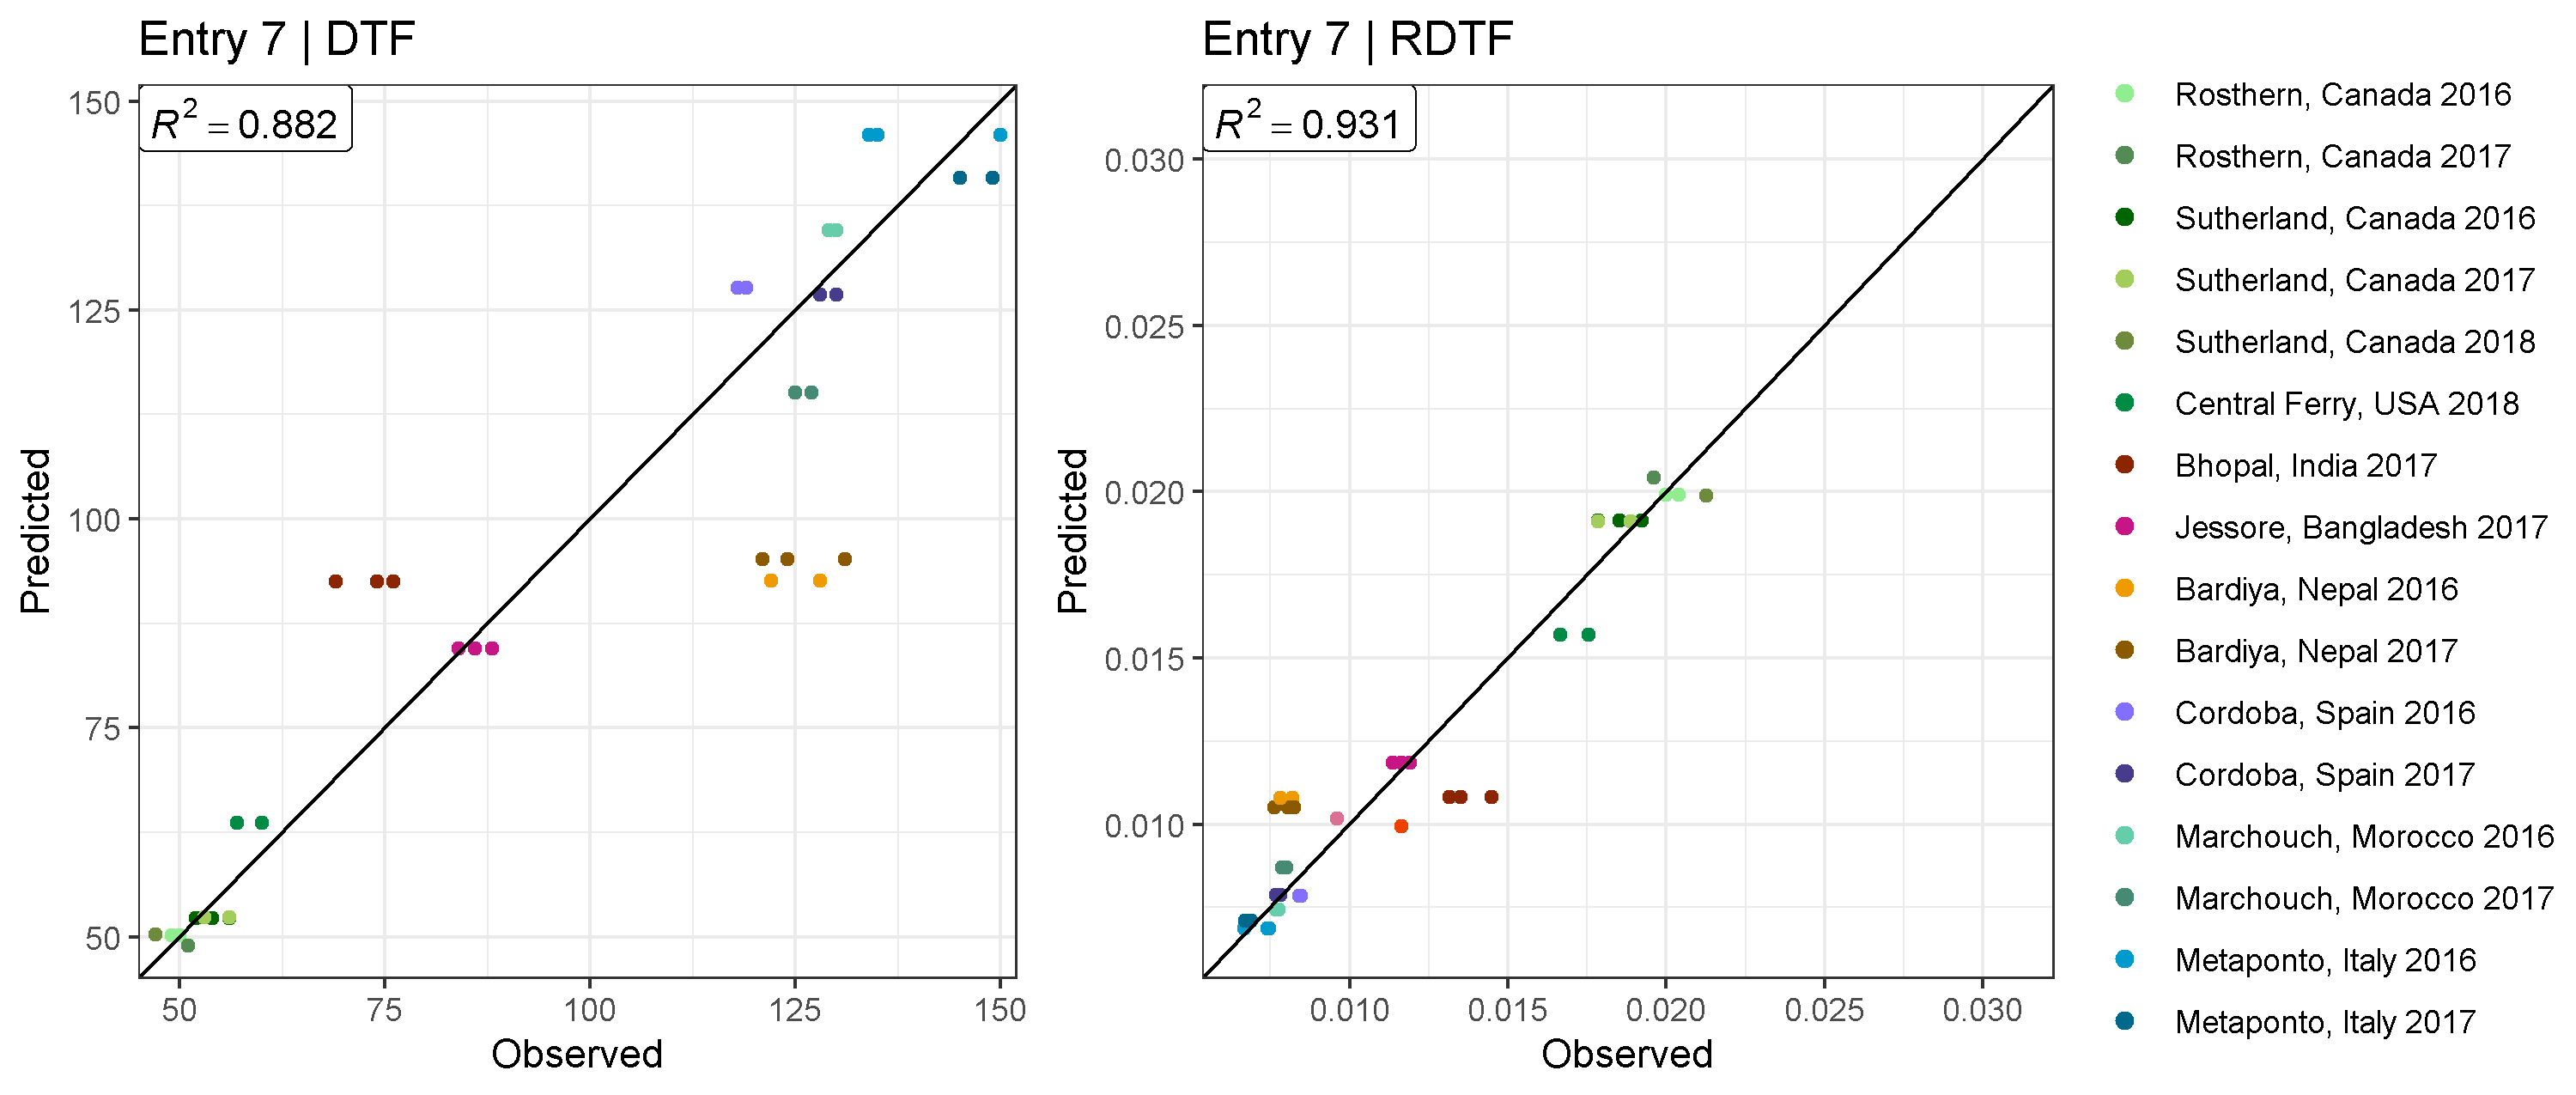 Entry 7 | DTF
R² = 0.882
150
125
100
75
50
Predicted
50 75 100 125 150
Observed
Entry 7 | RDTF
R² = 0.931
0.030
0.025
0.020
0.015
0.010
Predicted
0.010 0.015 0.020 0.025 0.030
Observed
Rosthern, Canada 2016
Rosthern, Canada 2017
Sutherland, Canada 2016
Sutherland, Canada 2017
Sutherland, Canada 2018
Central Ferry, USA 2018
Bhopal, India 2017
Jessore, Bangladesh 2017
Bardiya, Nepal 2016
Bardiya, Nepal 2017
Cordoba, Spain 2016
Cordoba, Spain 2017
Marchouch, Morocco 2016
Marchouch, Morocco 2017
Metaponto, Italy 2016
Metaponto, Italy 2017